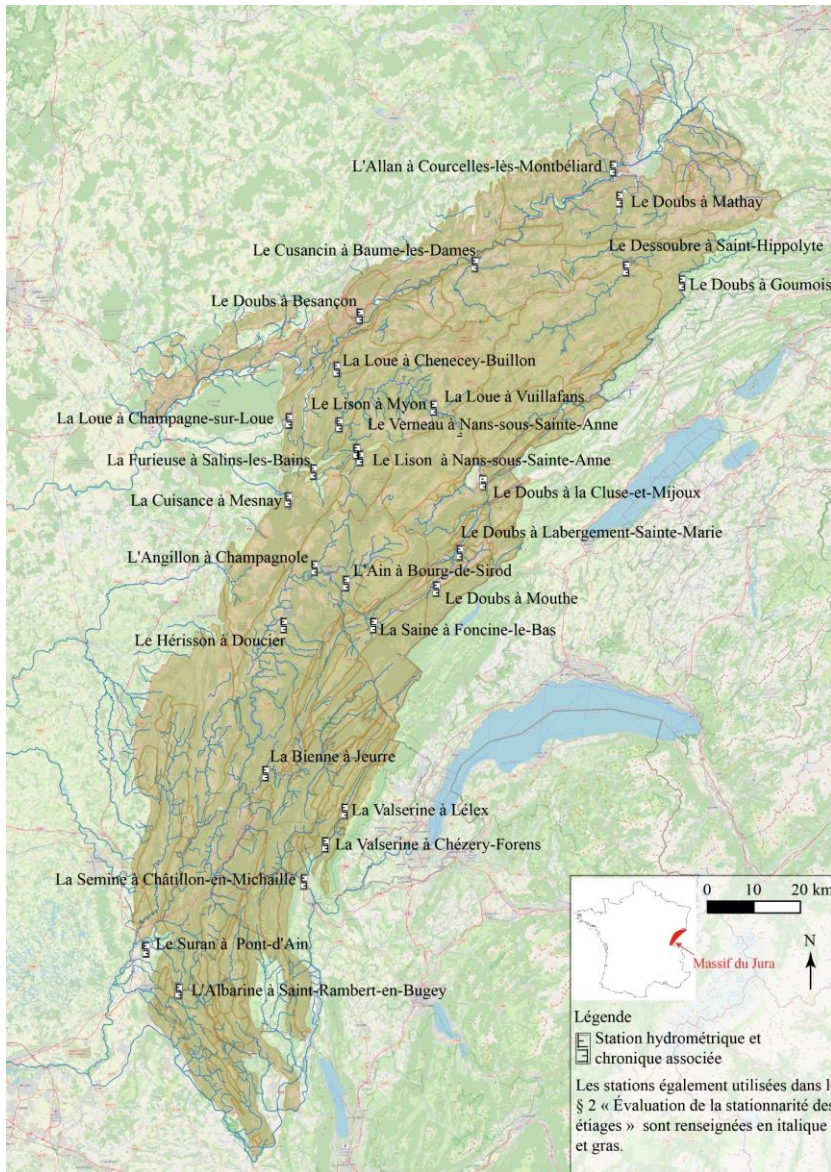 L'Allan à Courcelles-lès-Montbéliard
Le Doubs à Mathay
Le Cusancin à Baume-les-Dames
Le Dessoubre à Saint-Hippolyte
Le Doubs à Goumois
Le Doubs à Besançon
La Loue à Chenecey-Buillon
La Loue à Vuillafans
Le Lison à Myon
La Loue à Champagne-sur-Loue
Le Verneau à Nans-sous-Sainte-Anne
La Furieuse à Salins-les-Bains
Le Lison à Nans-sous-Sainte-Anne
La Cuisance à Mesnay
Le Doubs à la Cluse-et-Mijoux
Le Doubs à Labergement-Sainte-Marie
L'Angillon à Champagnole
L'Ain à Bourg-de-Sirod
Le Doubs à Mouthe
Le Hérisson à Doucier
La Saine à Foncine-le-Bas
La Bienne à Jeurre
La Valserine à Lélex
La Valserine à Chézery-Forens
La Semine à Châtillon-en-Michaille
Le Suran à Pont-d'Ain
L'Albarine à Saint-Rambert-en-Bugey
0 10 20 km
N
Massif du Jura
Légende
Station hydrométrique et
chronique associée
Les stations également utilisées dans le
§ 2 « Évaluation de la stationnarité des
étiages » sont renseignées en italique
et gras.